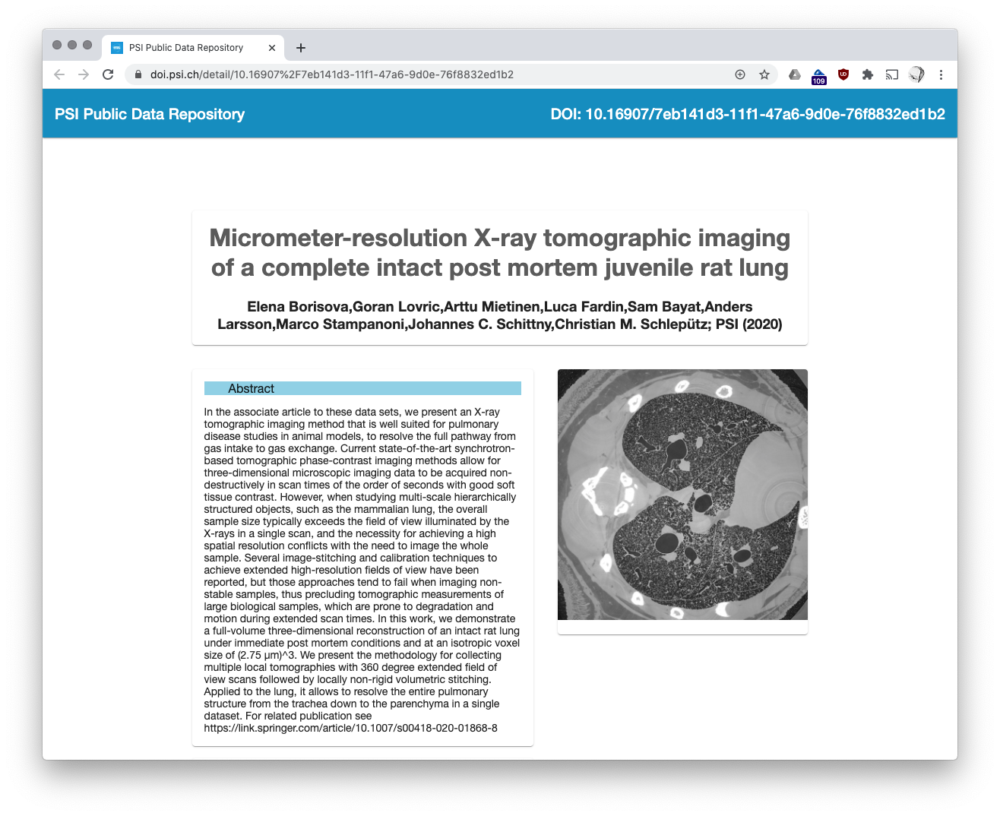 PSI Public Data Repository
doi.psi.ch/detail/10.16907%2F7eb141d3-11f1-47a6-9d0e-76f8832ed1b2
109
PSI Public Data Repository
DOI: 10.16907/7eb141d3-11f1-47a6-9d0e-76f8832ed1b2
Micrometer-resolution X-ray tomographic imaging
of a complete intact post mortem juvenile rat lung
Elena Borisova,Goran Lovric,Arttu Mietinen,Luca Fardin,Sam Bayat,Anders
Larsson,Marco Stampanoni,Johannes C. Schittny,Christian M. Schlepütz; PSI (2020)
Abstract
In the associate article to these data sets, we present an X-ray
tomographic imaging method that is well suited for pulmonary
disease studies in animal models, to resolve the full pathway from
gas intake to gas exchange. Current state-of-the-art synchrotron-
based tomographic phase-contrast imaging methods allow for
three-dimensional microscopic imaging data to be acquired non-
destructively in scan times of the order of seconds with good soft
tissue contrast. However, when studying multi-scale hierarchically
structured objects, such as the mammalian lung, the overall
sample size typically exceeds the field of view illuminated by the
X-rays in a single scan, and the necessity for achieving a high
spatial resolution conflicts with the need to image the whole
sample. Several image-stitching and calibration techniques to
achieve extended high-resolution fields of view have been
reported, but those approaches tend to fail when imaging non-
stable samples, thus precluding tomographic measurements of
large biological samples, which are prone to degradation and
motion during extended scan times. In this work, we demonstrate
a full-volume three-dimensional reconstruction of an intact rat lung
under immediate post mortem conditions and at an isotropic voxel
size of (2.75 µm)^3. We present the methodology for collecting
multiple local tomographies with 360 degree extended field of
view scans followed by locally non-rigid volumetric stitching.
Applied to the lung, it allows to resolve the entire pulmonary
structure from the trachea down to the parenchyma in a single
dataset. For related publication see
https://link.springer.com/article/10.1007/s00418-020-01868-8